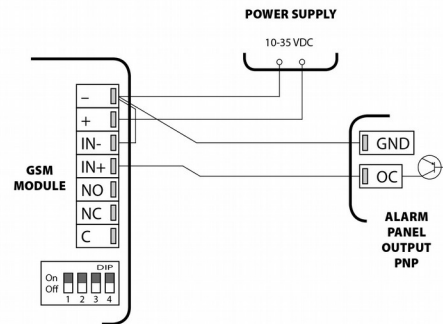 POWER SUPPLY
10-35 VDC
–
+
IN-
IN+
NO
NC
C
GSM
MODULE
GND
OC
ALARM
PANEL
OUTPUT
PNP
DIP
On
Off
1 2 3 4